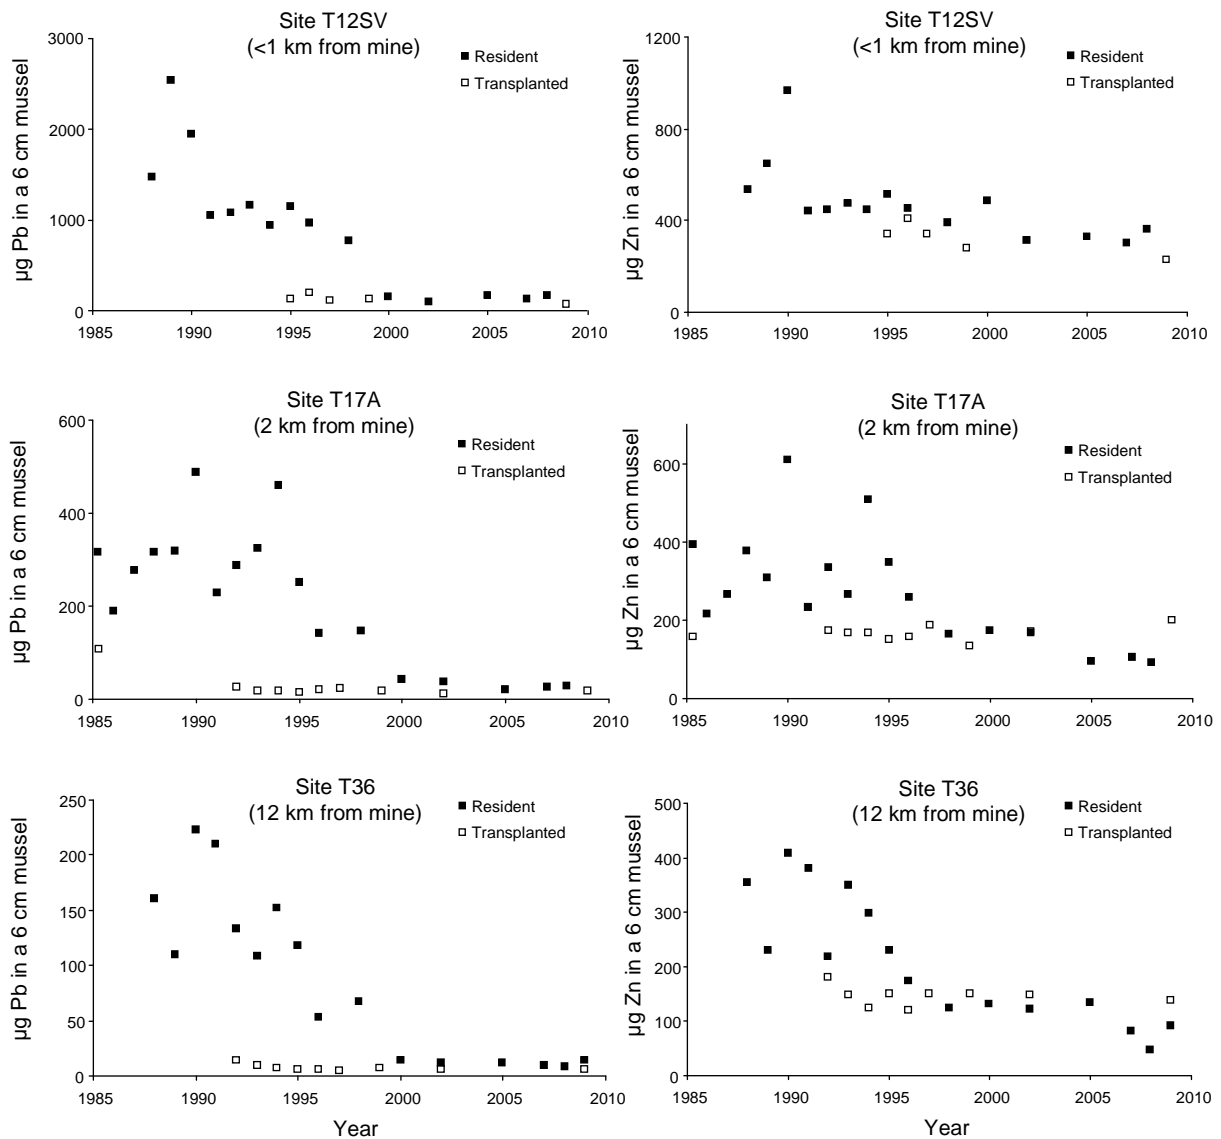 Site T12SV
(<1 km from mine)
Resident
Transplanted
µg Pb in a 6 cm mussel
3000
2000
1000
0
1985 1990 1995 2000 2005 2010
Site T12SV
(<1 km from mine)
Resident
Transplanted
µg Zn in a 6 cm mussel
1200
800
400
0
1985 1990 1995 2000 2005 2010
Site T17A
(2 km from mine)
Resident
Transplanted
µg Pb in a 6 cm mussel
600
400
200
0
1985 1990 1995 2000 2005 2010
Site T17A
(2 km from mine)
Resident
Transplanted
µg Zn in a 6 cm mussel
600
400
200
0
1985 1990 1995 2000 2005 2010
Site T36
(12 km from mine)
Resident
Transplanted
µg Pb in a 6 cm mussel
250
200
150
100
50
0
1985 1990 1995 2000 2005 2010
Year
Site T36
(12 km from mine)
Resident
Transplanted
µg Zn in a 6 cm mussel
500
400
300
200
100
0
1985 1990 1995 2000 2005 2010
Year